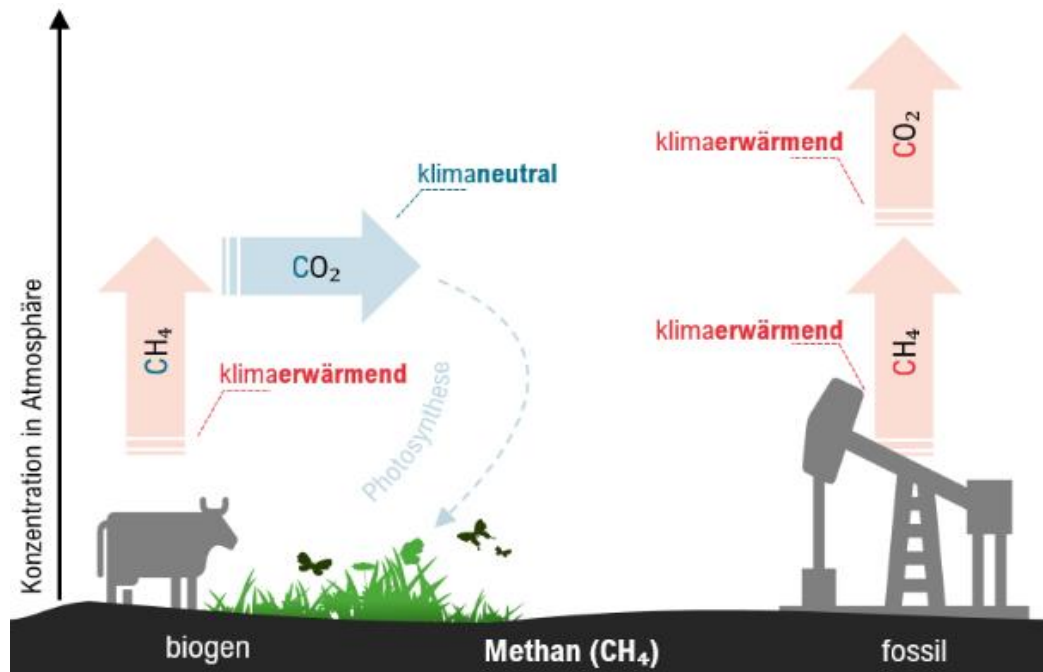 Konzentration in Atmosphäre
CH₄
klimaerwärmend
CO₂
klimaneutral
Photosynthese
klimaerwärmend
CO₂
klimaerwärmend
CH₄
biogen
Methan (CH₄)
fossil